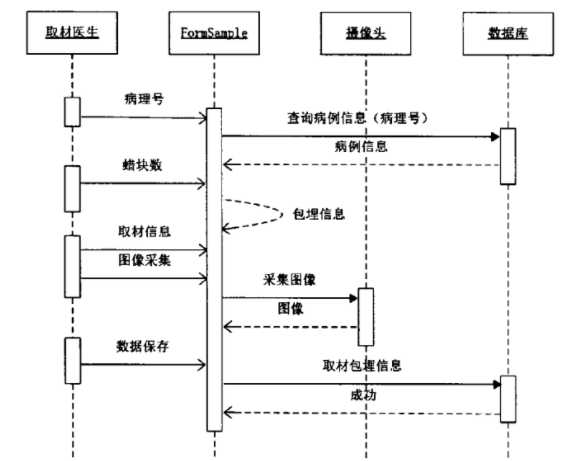 取材医生
FormSample
摄像头
数据库
病理号
查询病例信息（病理号）
病例信息
蜡块数
包埋信息
取材信息
图像采集
采集图像
图像
数据保存
取材包埋信息
成功